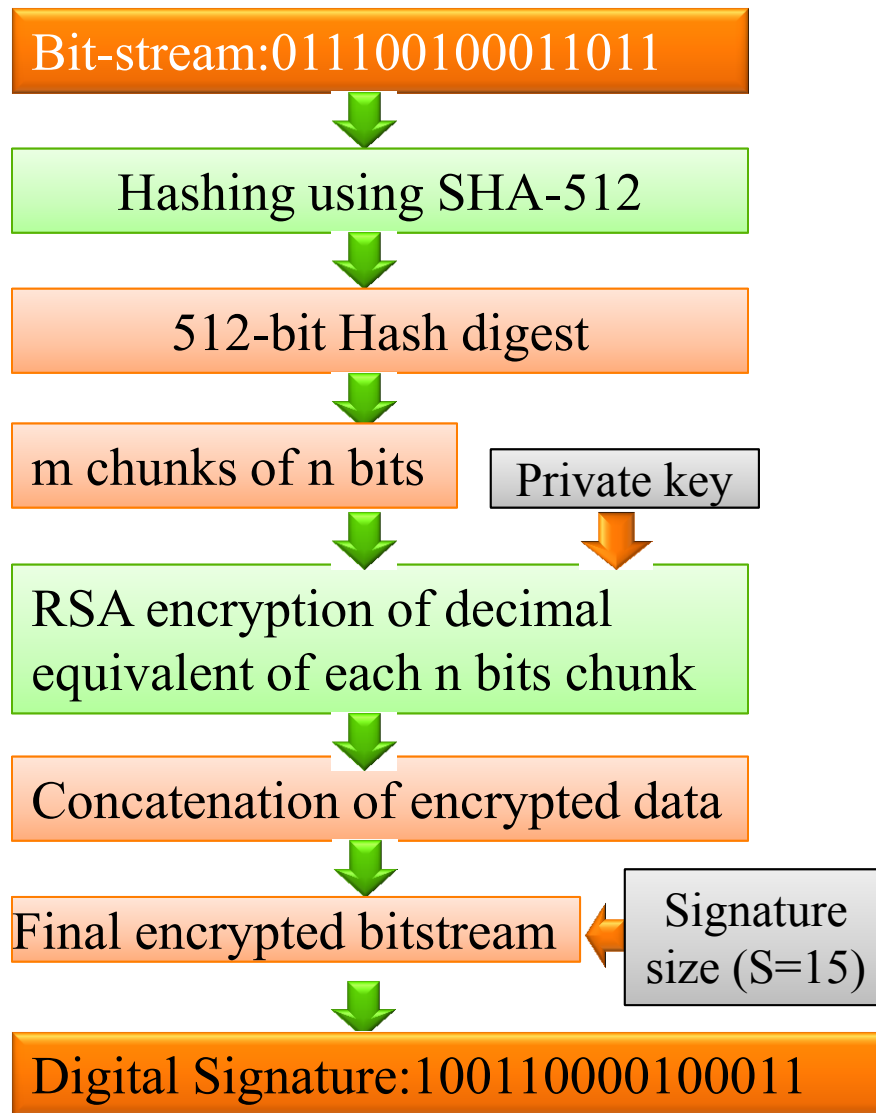 Bit-stream:011100100011011
Hashing using SHA-512
512-bit Hash digest
m chunks of n bits
Private key
RSA encryption of decimal
equivalent of each n bits chunk
Concatenation of encrypted data
Final encrypted bitstream
Signature
size (S=15)
Digital Signature:100110000100011